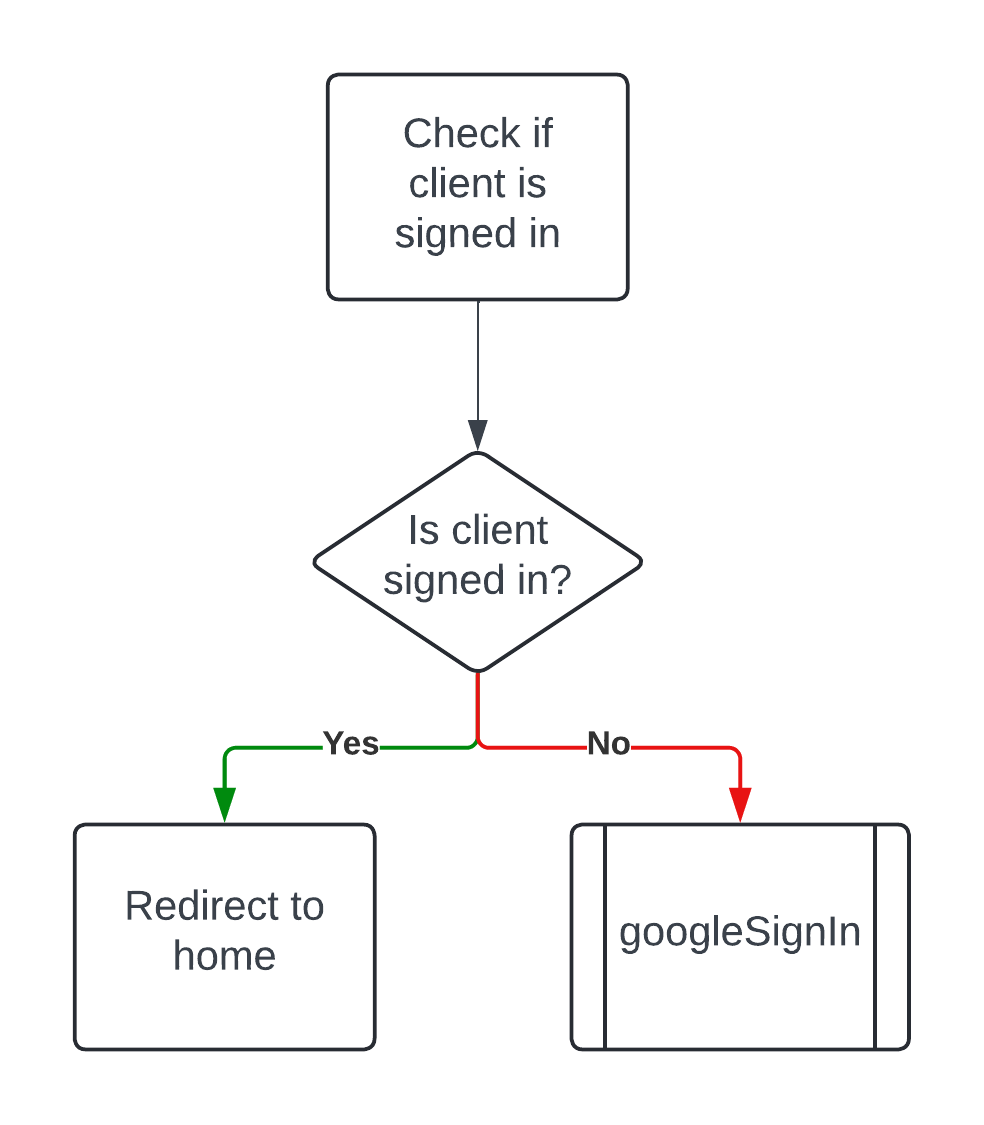 Check if
client is
signed in
Is client
signed in?
Yes
No
Redirect to
home
googleSignIn